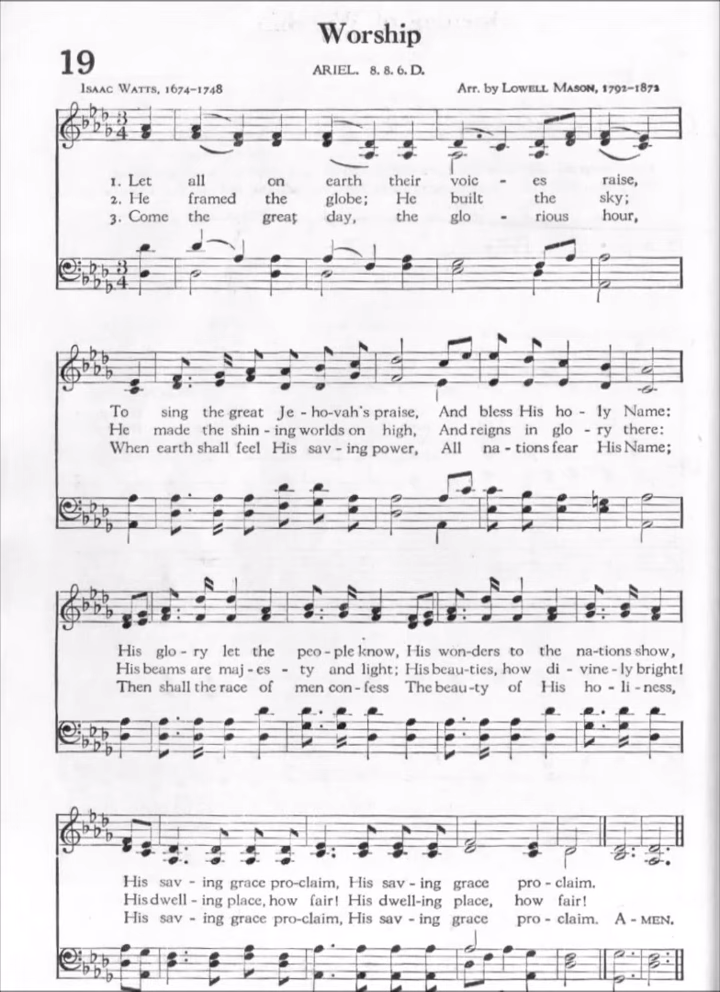 Worship
19
ARIEL. 8. 8. 6. D.
ISAAC WATTS, 1674–1748
Arr. by LOWELL MASON, 1792–1872
3
4
1. Let all on earth their voic - es raise,
2. He framed the globe; He built the sky;
3. Come the great day, the glo - rious hour,
3
4
To sing the great Je - ho-vah's praise, And bless His ho - ly Name:
He made the shin - ing worlds on high, And reigns in glo - ry there:
When earth shall feel His sav - ing power, All na - tions fear His Name;
His glo - ry let the peo - ple know, His won-ders to the na-tions show,
His beams are maj - es - ty and light; His beau-ties, how di - vine-ly bright!
Then shall the race of men con-fess The beau-ty of His ho - li - ness,
His sav - ing grace pro-claim, His sav - ing grace pro - claim.
His dwell - ing place, how fair! His dwell-ing place, how fair!
His sav - ing grace pro-claim, His sav - ing grace pro - claim. A - MEN.